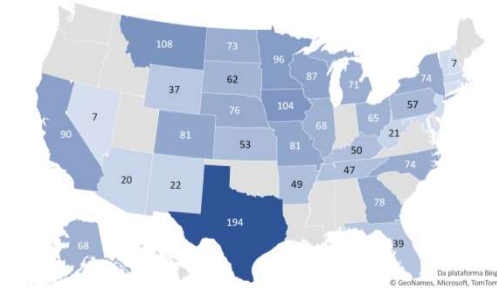 108 73 96 7
37 62 87 71 74
76 104 57
90 7 68 65 21
81 53 81 50
20 22 49 47 74
194 78
68 39
Da plataforma Bing
© GeoNames, Microsoft, TomTom